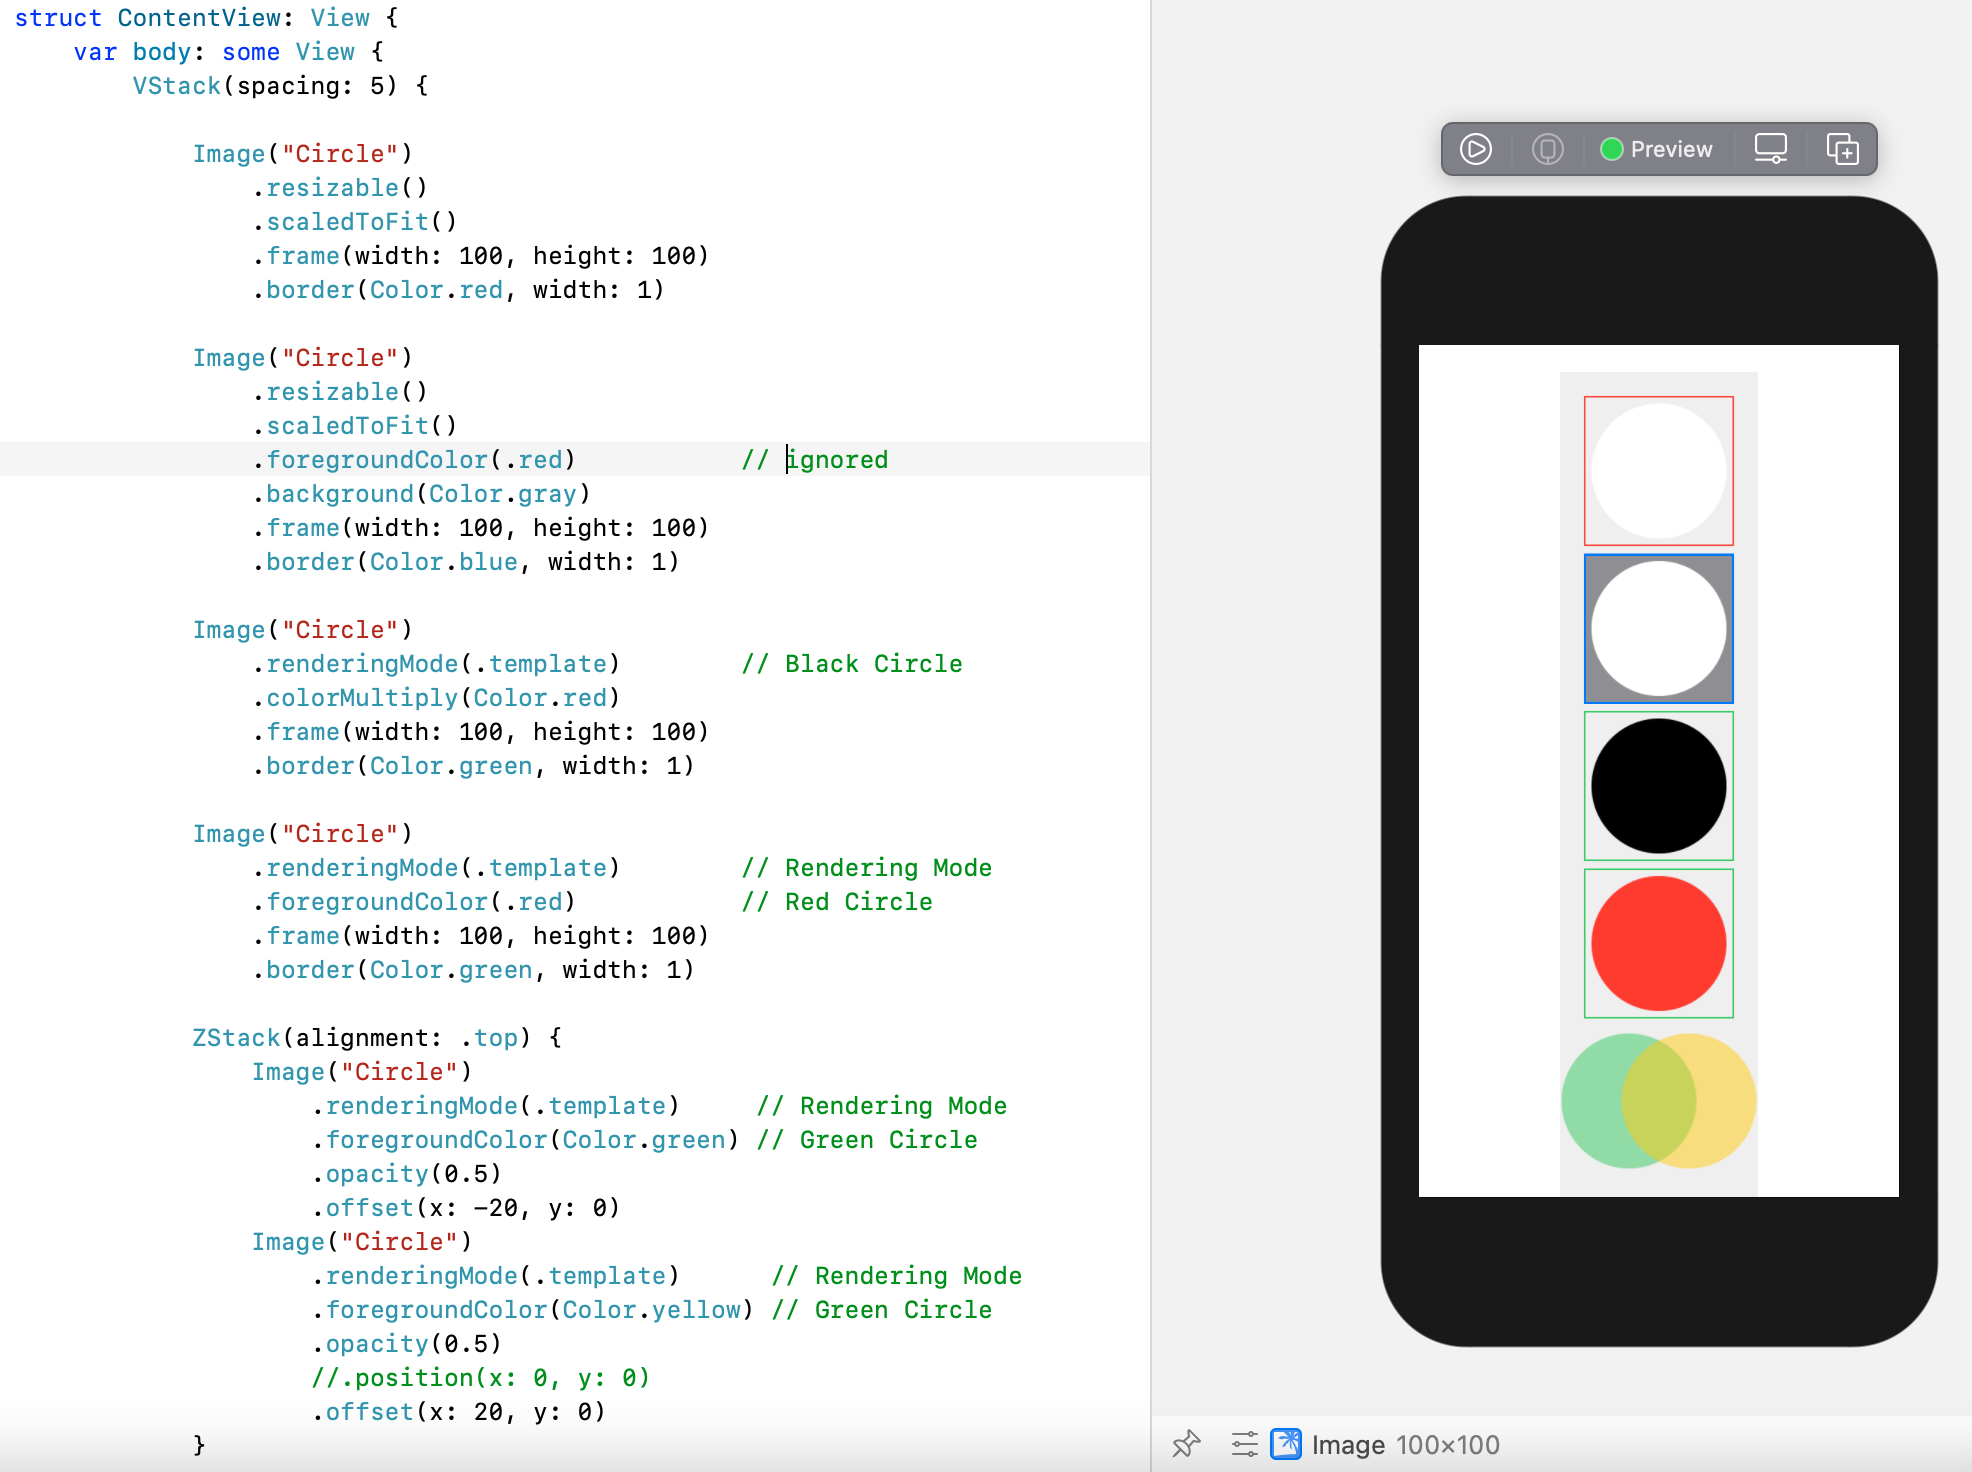 struct ContentView: View {
    var body: some View {
        VStack(spacing: 5) {
            Image("Circle")
                .resizable()
                .scaledToFit()
                .frame(width: 100, height: 100)
                .border(Color.red, width: 1)
            Image("Circle")
                .resizable()
                .scaledToFit()
                .foregroundColor(.red)           // ignored
                .background(Color.gray)
                .frame(width: 100, height: 100)
                .border(Color.blue, width: 1)
            Image("Circle")
                .renderingMode(.template)        // Black Circle
                .colorMultiply(Color.red)
                .frame(width: 100, height: 100)
                .border(Color.green, width: 1)
            Image("Circle")
                .renderingMode(.template)        // Rendering Mode
                .foregroundColor(.red)           // Red Circle
                .frame(width: 100, height: 100)
                .border(Color.green, width: 1)
            ZStack(alignment: .top) {
                Image("Circle")
                    .renderingMode(.template)     // Rendering Mode
                    .foregroundColor(Color.green) // Green Circle
                    .opacity(0.5)
                    .offset(x: -20, y: 0)
                Image("Circle")
                    .renderingMode(.template)      // Rendering Mode
                    .foregroundColor(Color.yellow) // Green Circle
                    .opacity(0.5)
                    //.position(x: 0, y: 0)
                    .offset(x: 20, y: 0)
            }
Preview
Image 100×100